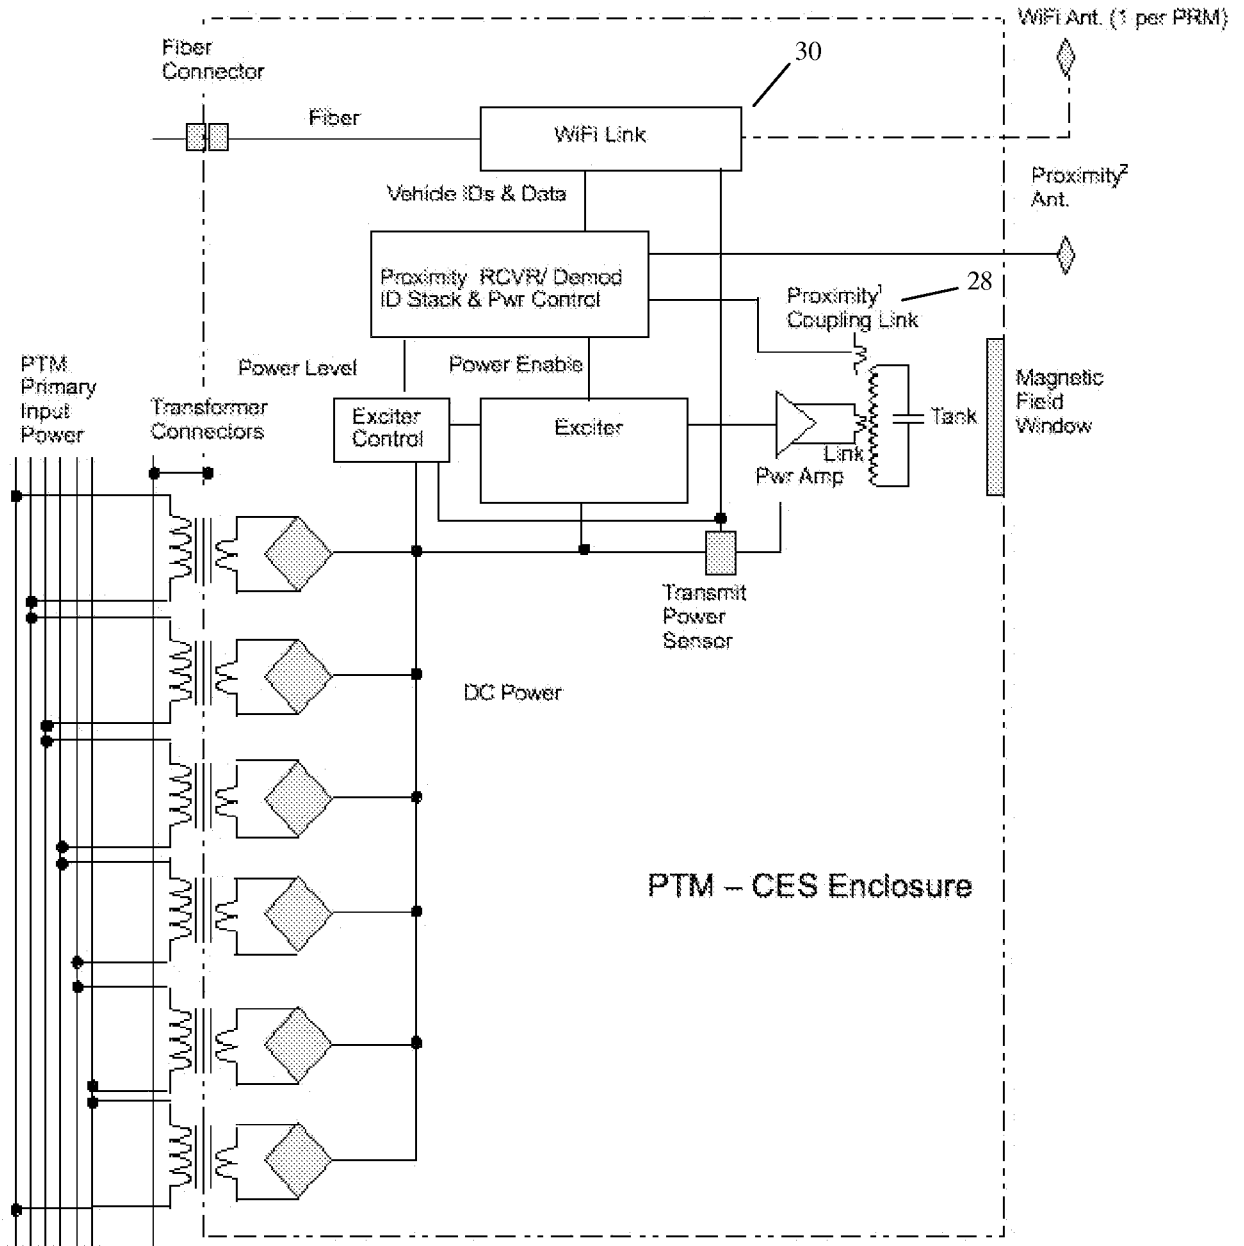 WiFi Ant. (1 per PRM)
Fiber
Connector
30
Fiber
WiFi Link
Vehicle IDs & Data
Proximity²
Ant.
Proximity RCVR/ Demod
ID Stack & Pwr Control
Proximity¹
Coupling Link
28
PTM
Primary
Input
Power
Power Level
Power Enable
Transformer
Connectors
Exciter
Control
Exciter
Link
Pwr Amp
Tank
Magnetic
Field
Window
Transmit
Power
Sensor
DC Power
PTM – CES Enclosure